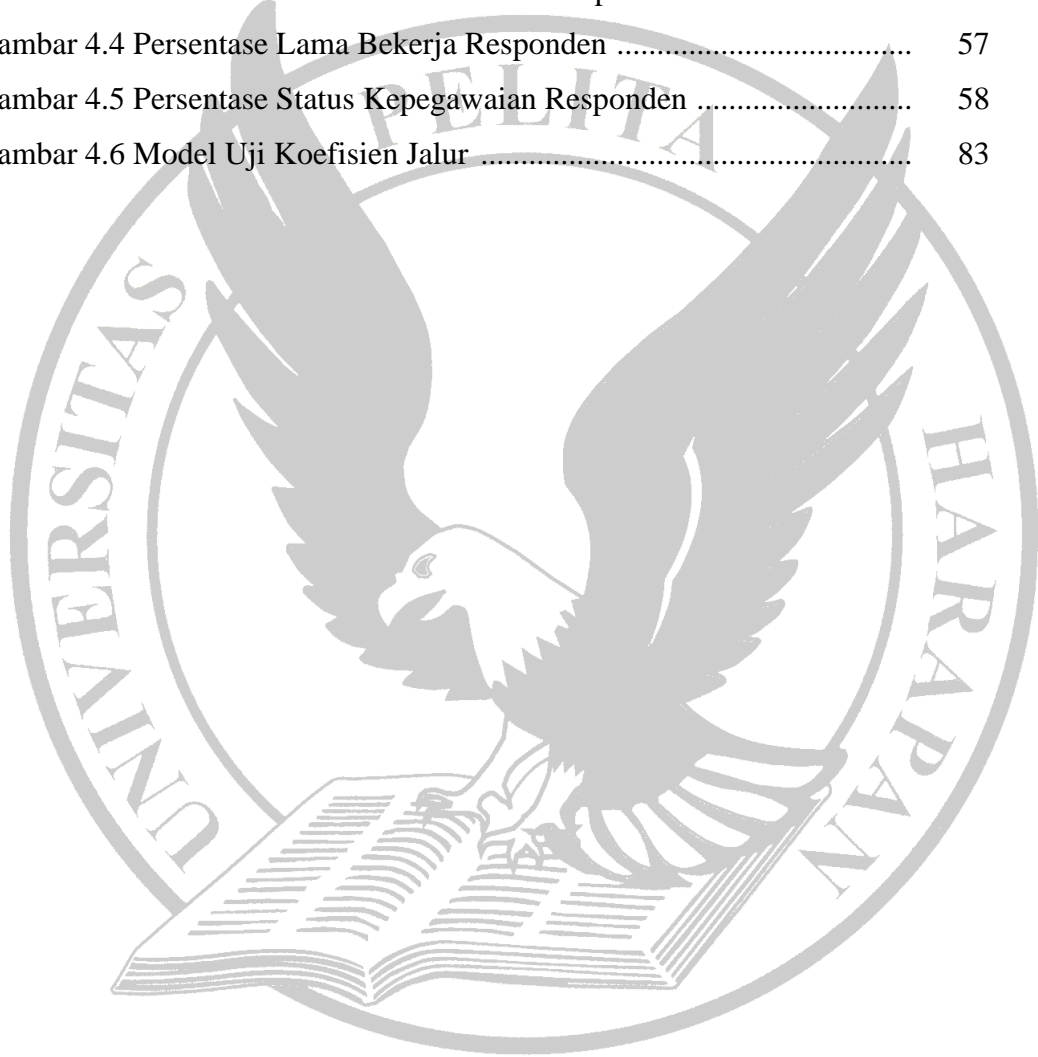 ambar 4.4 Persentase Lama Bekerja Responden ................................ 57
ambar 4.5 Persentase Status Kepegawaian Responden .......................... 58
ambar 4.6 Model Uji Koefisien Jalur ............................................... 83
UNIVERSITAS PELITA HARAPAN